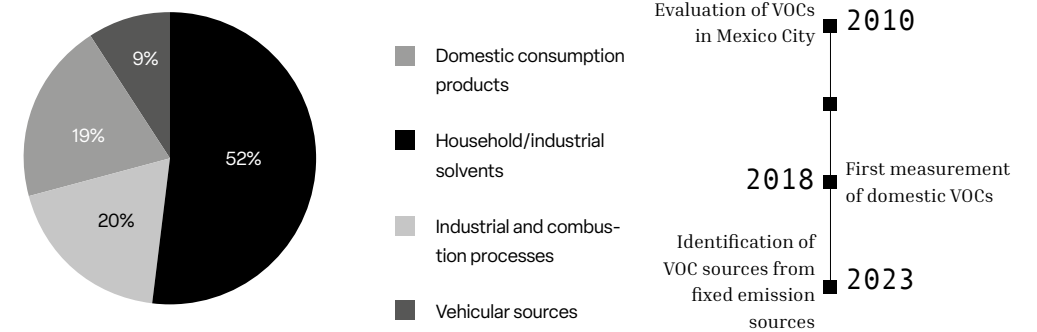 9%
19%
52%
20%
Domestic consumption
products
Household/industrial
solvents
Industrial and combus-
tion processes
Vehicular sources
Evaluation of VOCs
in Mexico City
2010
2018
First measurement
of domestic VOCs
Identification of
VOC sources from
fixed emission
sources
2023